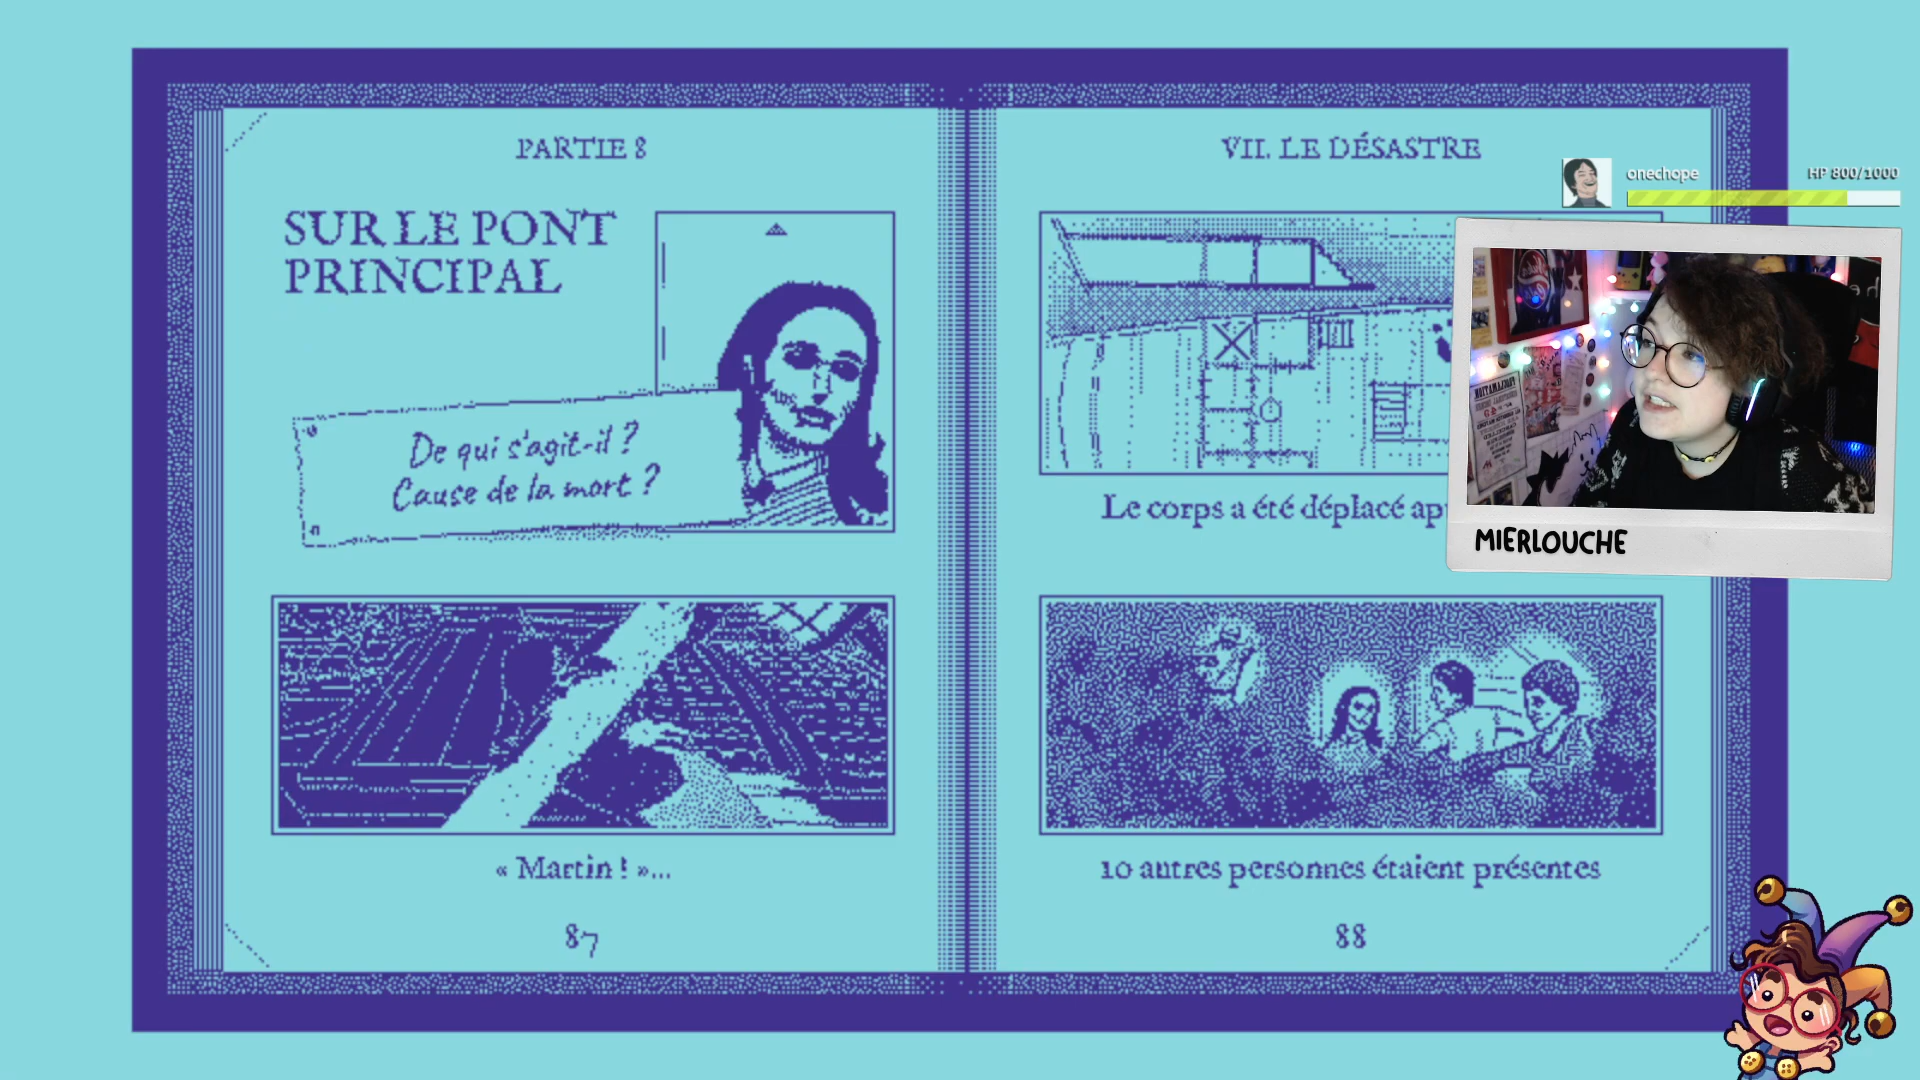 PARTIE 8
SUR LE PONT
PRINCIPAL
De qui s'agit-il ?
Cause de la mort ?
« Martin ! »...
87
VII. LE DÉSASTRE
Le corps a été déplacé
10 autres personnes étaient présentes
88
onechope
HP 800/1000
MIERLOUCHE